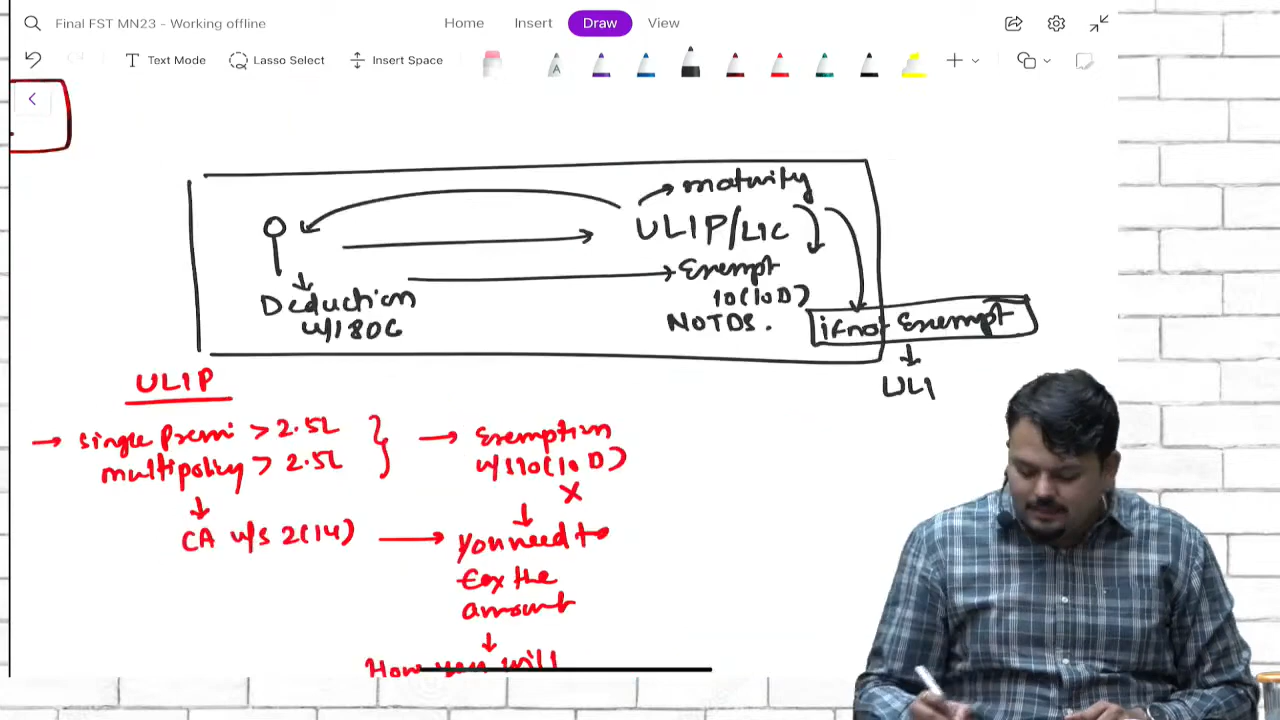 Final FST MN23 - Working offline
Home Insert Draw View
Text Mode Lasso Select Insert Space
maturity
ULIP/LIC
Exempt
10(10D)
NO TDS.
Deduction
u/s 80C
if not Exempt
ULI
ULIP
→ Single Premi > 2.5L
multipolicy > 2.5L
→ Exemption
u/s 10(10D)
X
CA u/s 2(14) → You need to
tax the
amount
How you will